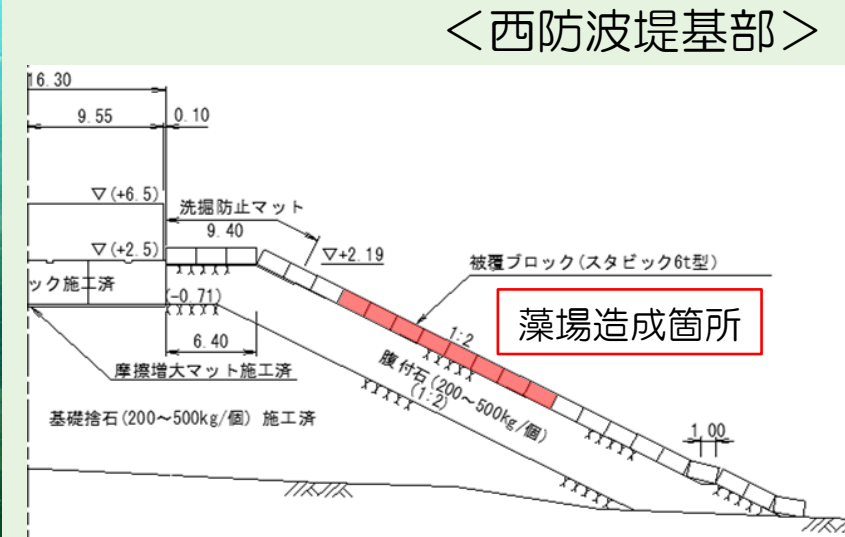 ＜西防波堤基部＞
16.30
9.55
0.10
▽(+6.5)
洗掘防止マット
9.40
▽(+2.5)
▽+2.19
被覆ブロック(スタビック6t型)
ック施工済
(-0.71)
藻場造成箇所
1:2
6.40
腹付石(200～500kg/個)
(1:2)
摩擦増大マット施工済
基礎捨石(200～500kg/個) 施工済
1.00